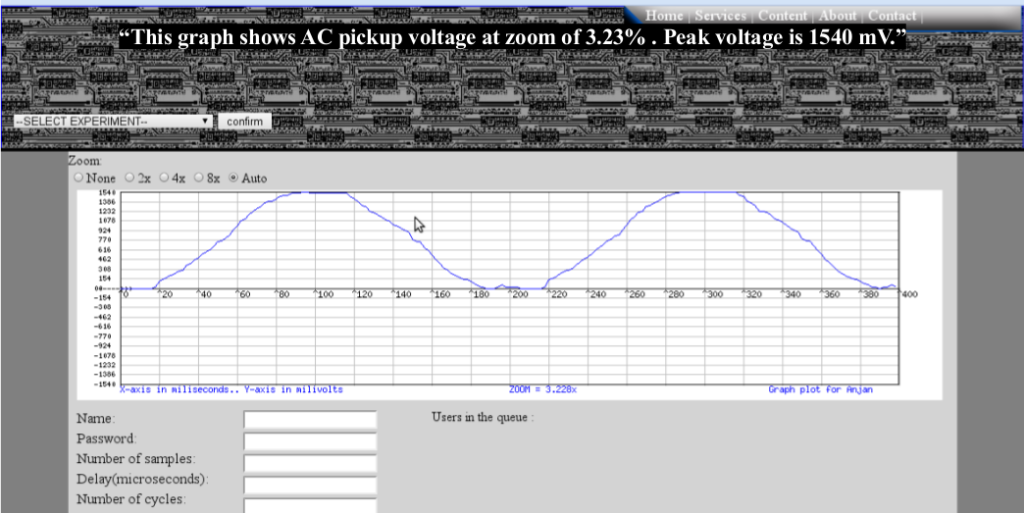 Home | Services | Content | About | Contact |
“This graph shows AC pickup voltage at zoom of 3.23% . Peak voltage is 1540 mV.”
--SELECT EXPERIMENT-- confirm
Zoom:
None 2x 4x 8x Auto
1540
1386
1232
1078
924
770
616
462
308
154
00
0 20 40 60 80 100 120 140 160 180 200 220 240 260 280 300 320 340 360 380 400
-154
-308
-462
-616
-770
-924
-1078
-1232
-1386
-1540
X-axis in miliseconds.. Y-axis in milivolts ZOOM = 3.228x Graph plot for Anjan
Name: Users in the queue :
Password:
Number of samples:
Delay(microseconds):
Number of cycles: